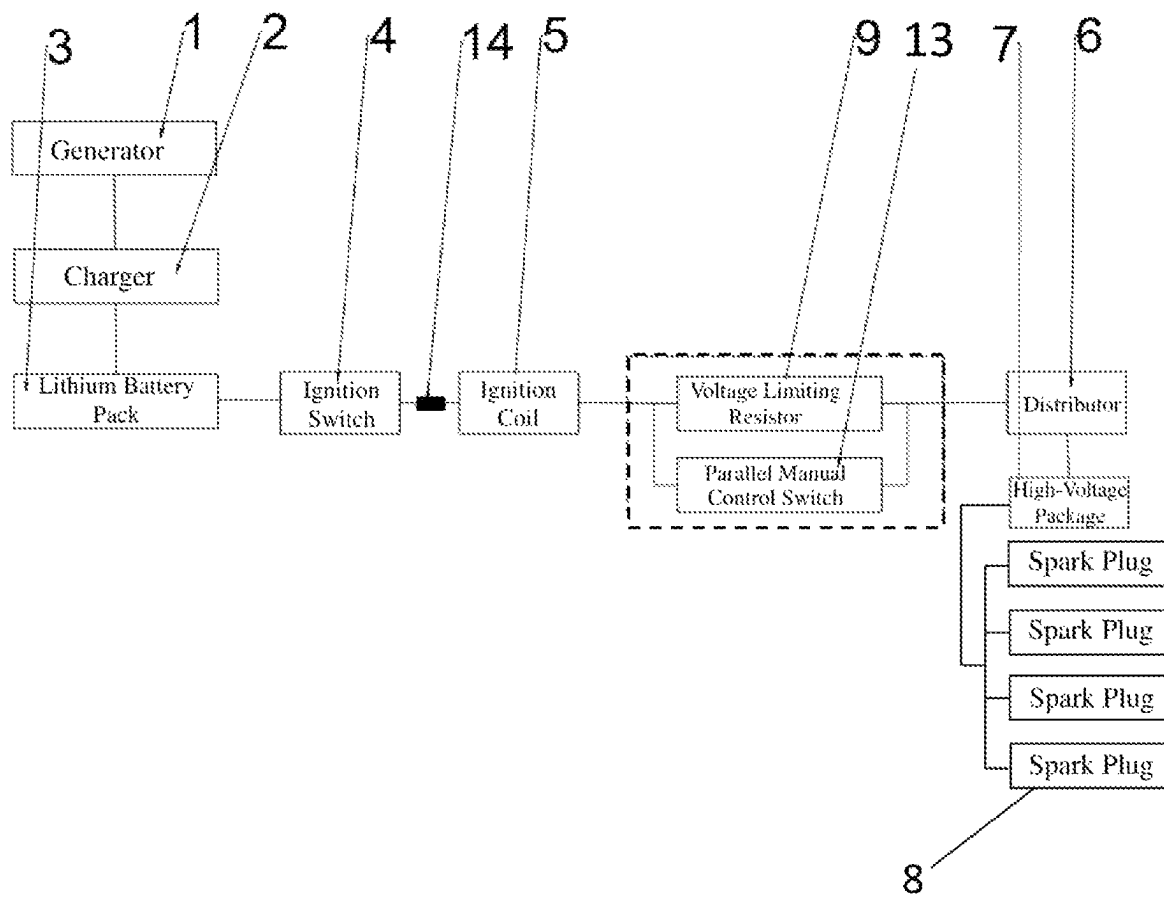 3
1
2
4
14
5
9
13
7
6
Generator
Charger
Lithium Battery
Pack
Ignition
Switch
Ignition
Coil
Voltage Limiting
Resistor
Parallel Manual
Control Switch
Distributor
High-Voltage
Package
Spark Plug
Spark Plug
Spark Plug
Spark Plug
8